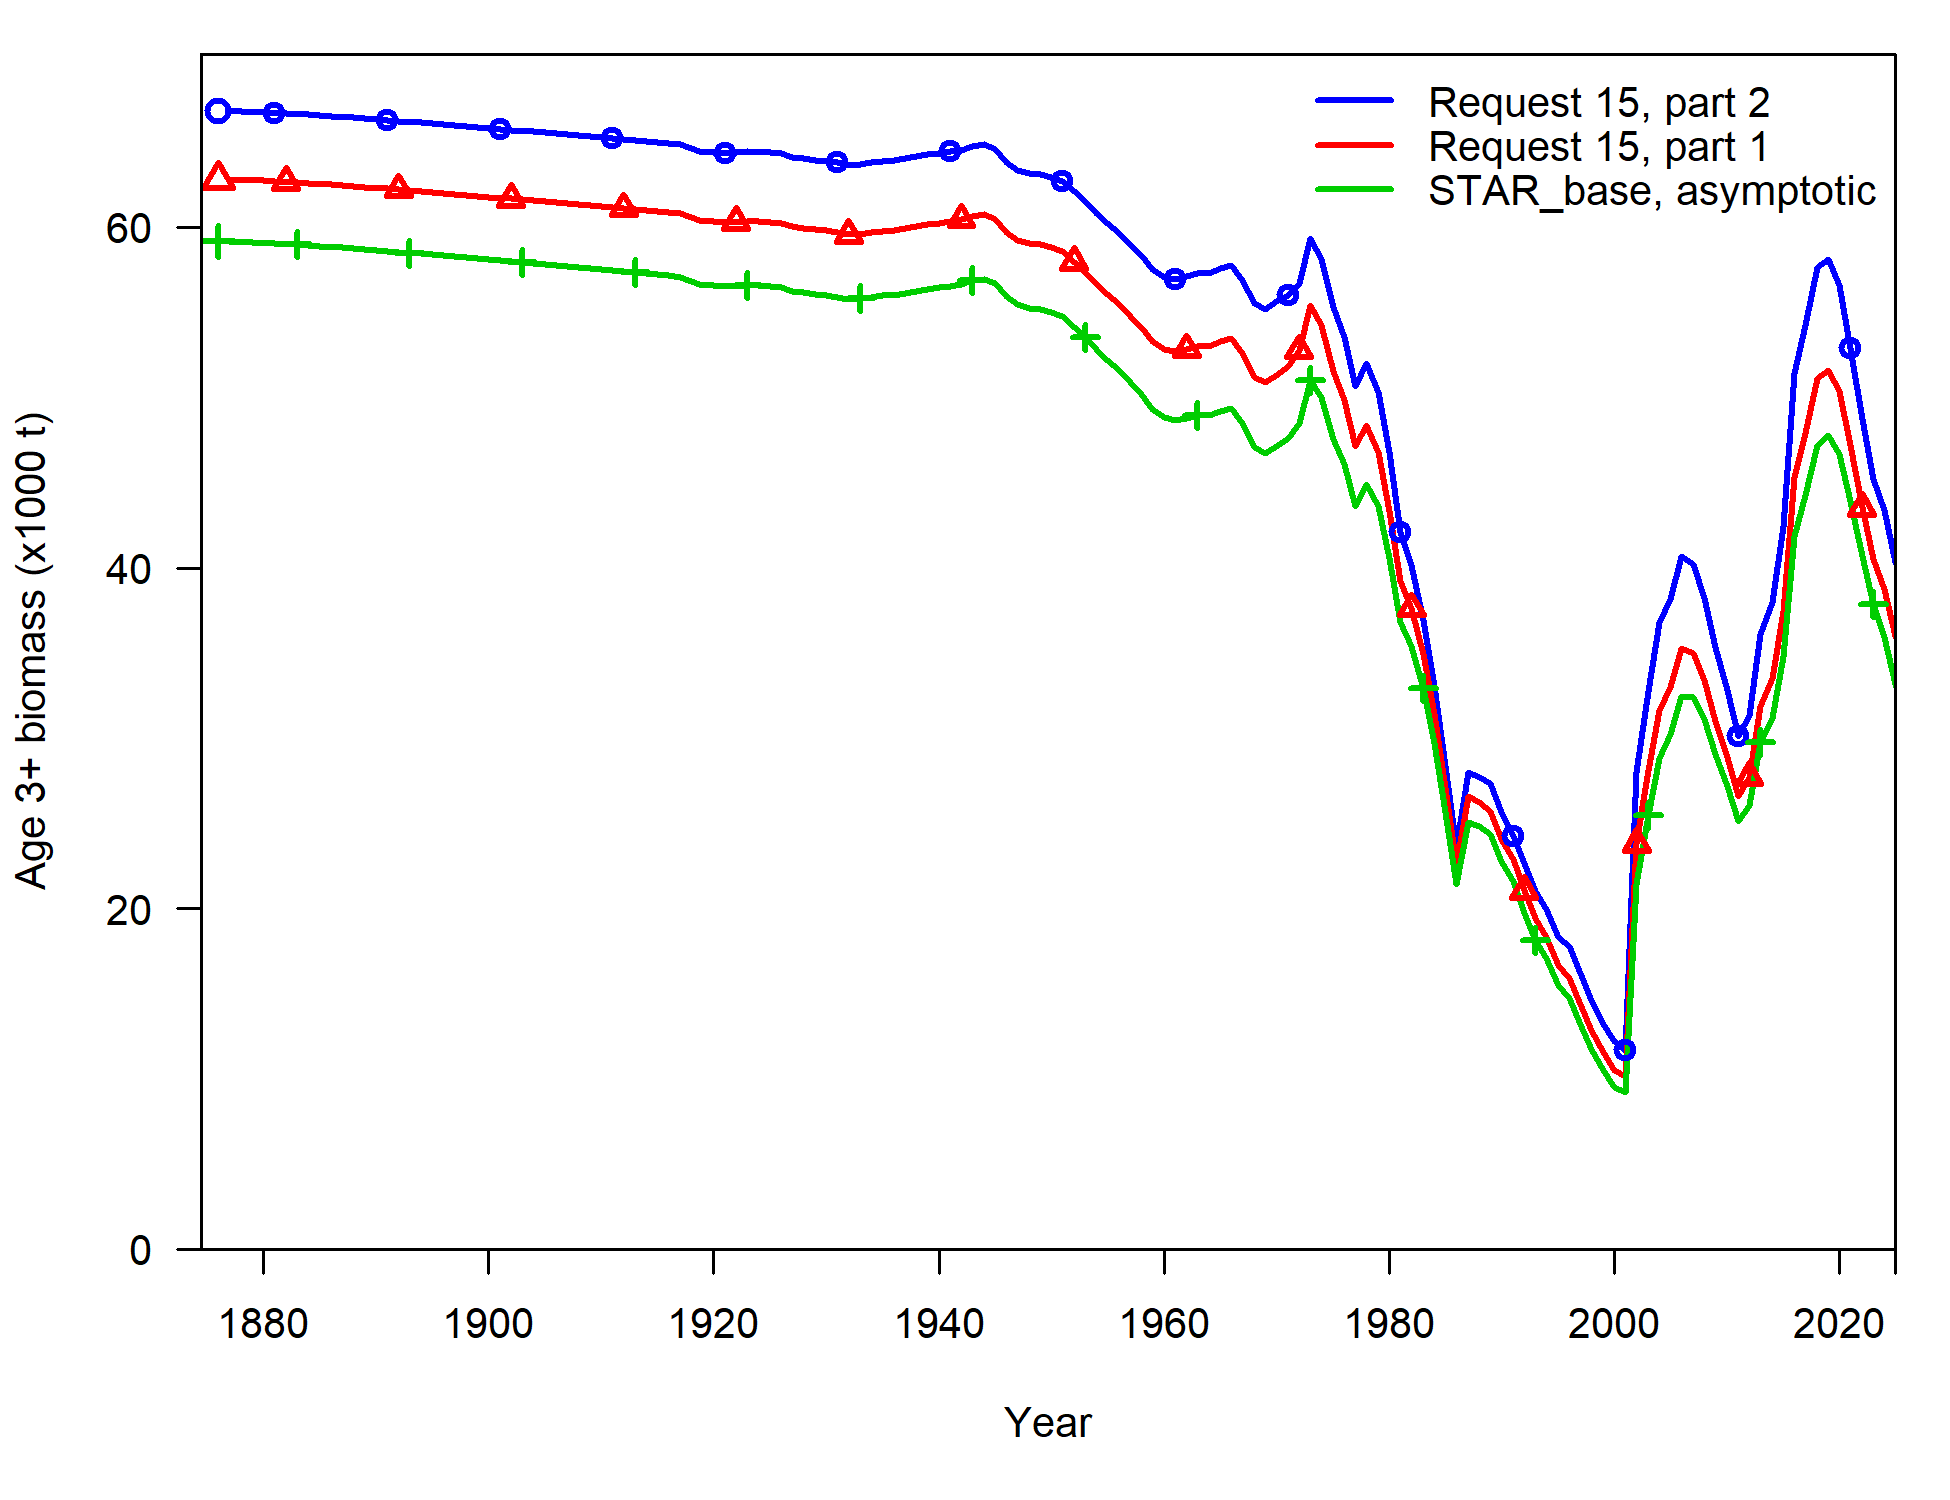 Request 15, part 2
Request 15, part 1
STAR_base, asymptotic
Age 3+ biomass (x1000 t)
60
40
20
0
1880 1900 1920 1940 1960 1980 2000 2020
Year